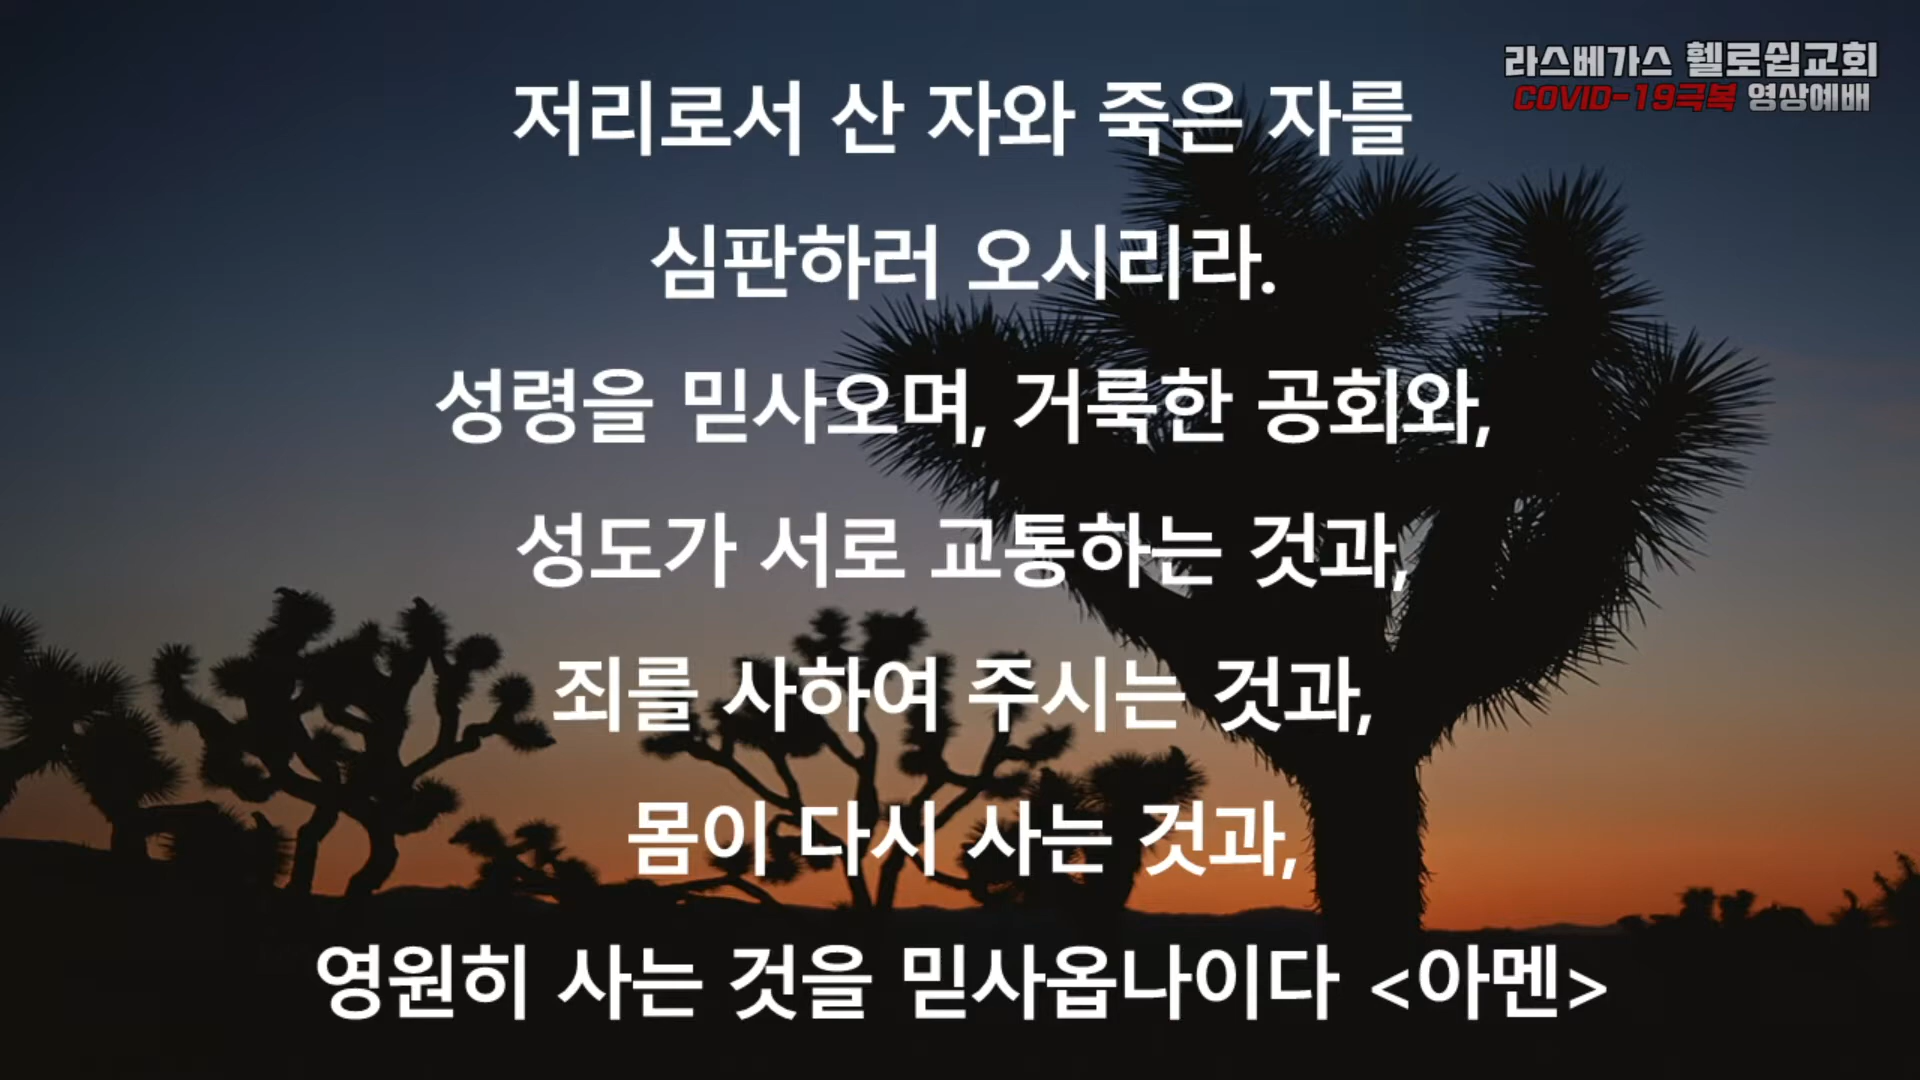 라스베가스 휄로쉽교회
COVID-19극복 영상예배
저리로서 산 자와 죽은 자를
심판하러 오시리라.
성령을 믿사오며, 거룩한 공회와,
성도가 서로 교통하는 것과,
죄를 사하여 주시는 것과,
몸이 다시 사는 것과,
영원히 사는 것을 믿사옵나이다 <아멘>